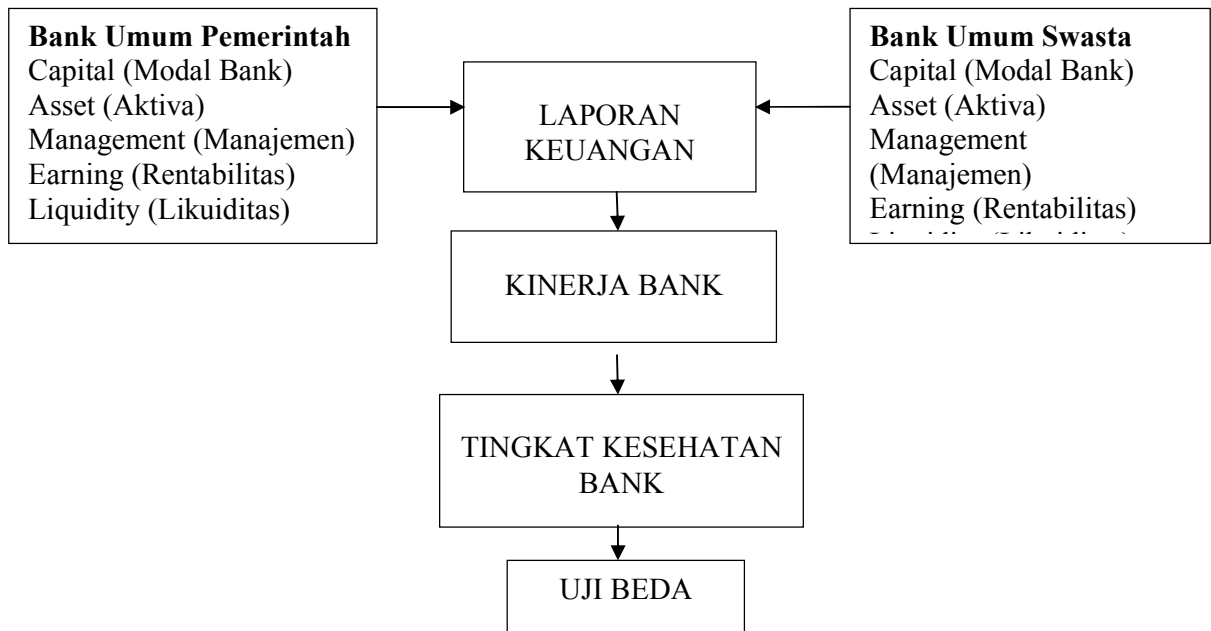 Bank Umum Pemerintah
Capital (Modal Bank)
Asset (Aktiva)
Management (Manajemen)
Earning (Rentabilitas)
Liquidity (Likuiditas)
LAPORAN
KEUANGAN
Bank Umum Swasta
Capital (Modal Bank)
Asset (Aktiva)
Management
(Manajemen)
Earning (Rentabilitas)
KINERJA BANK
TINGKAT KESEHATAN
BANK
UJI BEDA